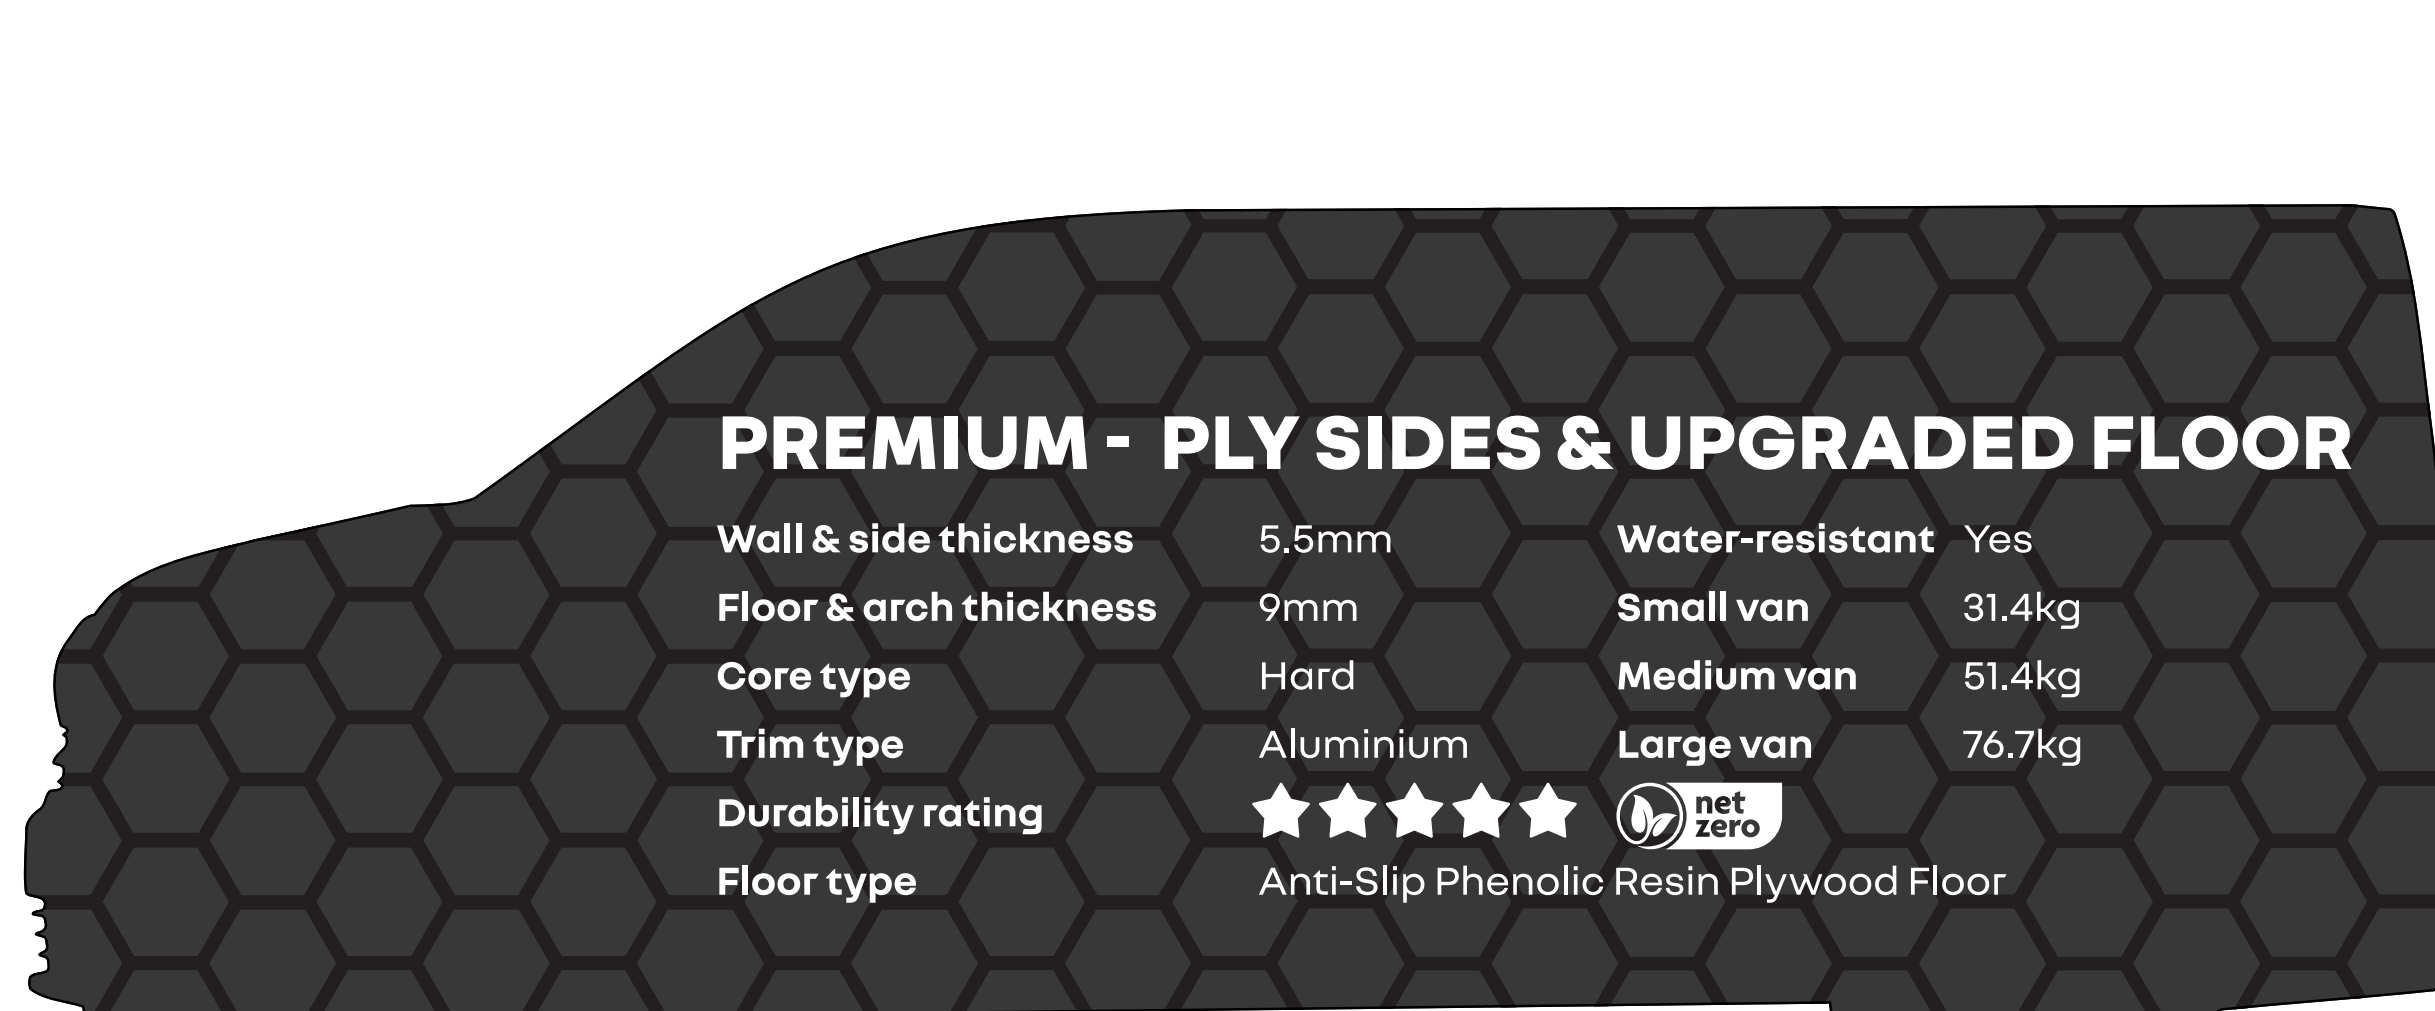 PREMIUM - PLY SIDES & UPGRADED FLOOR
Wall & side thickness 5.5mm Water-resistant Yes
Floor & arch thickness 9mm Small van 31.4kg
Core type Hard Medium van 51.4kg
Trim type Aluminium Large van 76.7kg
Durability rating net zero
Floor type Anti-Slip Phenolic Resin Plywood Floor